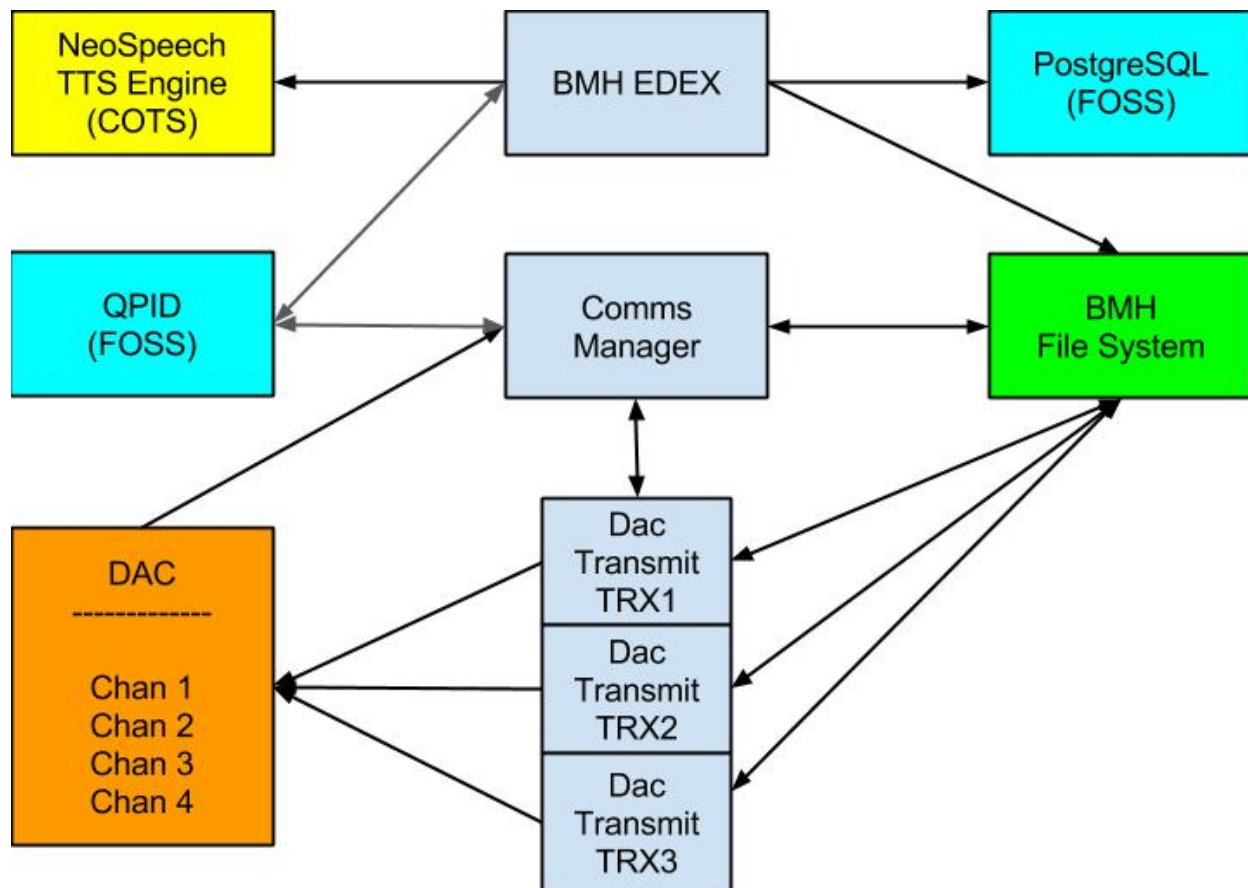 NeoSpeech
TTS Engine
(COTS)
BMH EDEX
PostgreSQL
(FOSS)
QPID
(FOSS)
Comms
Manager
BMH
File System
DAC
-------------
Chan 1
Chan 2
Chan 3
Chan 4
Dac
Transmit
TRX1
Dac
Transmit
TRX2
Dac
Transmit
TRX3